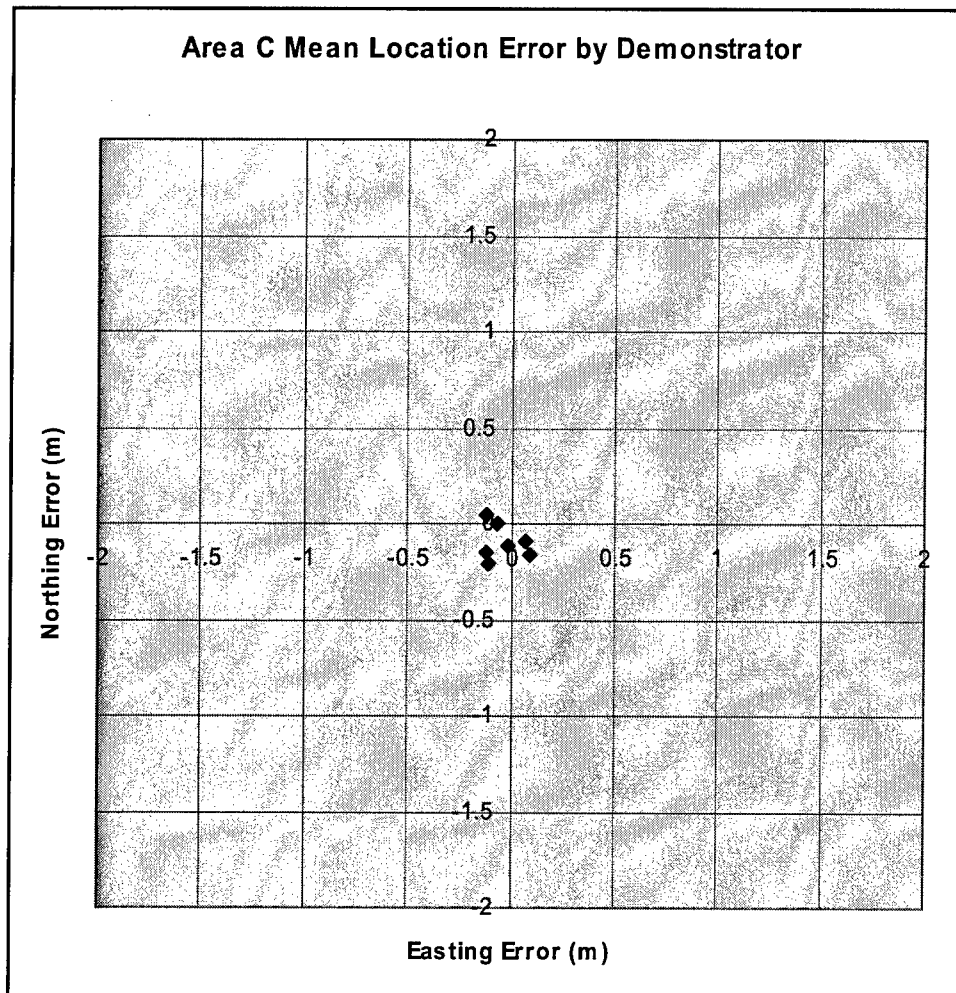 Area C Mean Location Error by Demonstrator
2
1.5
1
0.5
0
-2 -1.5 -1 -0.5 0 0.5 1 1.5 2
-0.5
-1
-1.5
-2
Northing Error (m)
Easting Error (m)